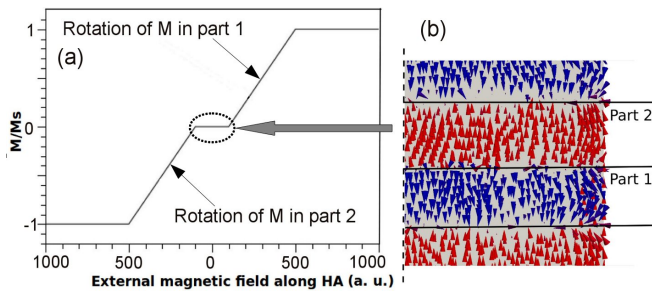 (a)
Rotation of M in part 1
Rotation of M in part 2
M/Ms
1
0
-1
1000 500 0 500 1000
External magnetic field along HA (a. u.)
(b)
Part 2
Part 1